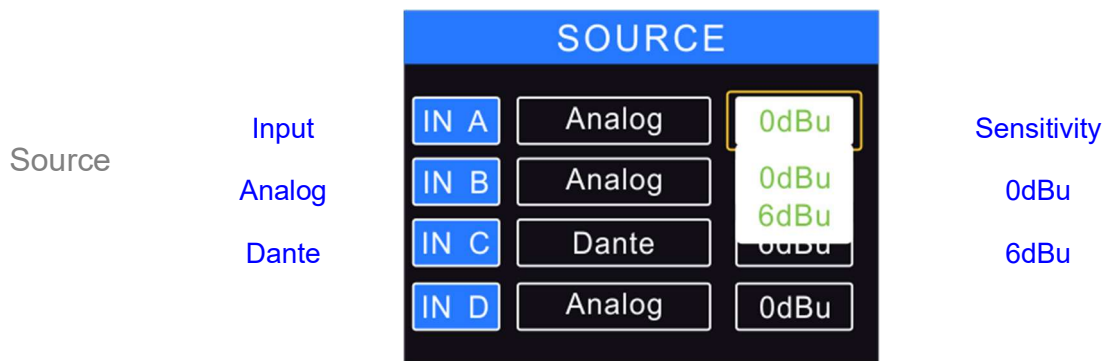 SOURCE
Source
Input
Analog
Dante
IN A Analog 0dBu
0dBu
6dBu
IN B Analog
IN C Dante 6dBu
IN D Analog 0dBu
Sensitivity
0dBu
6dBu